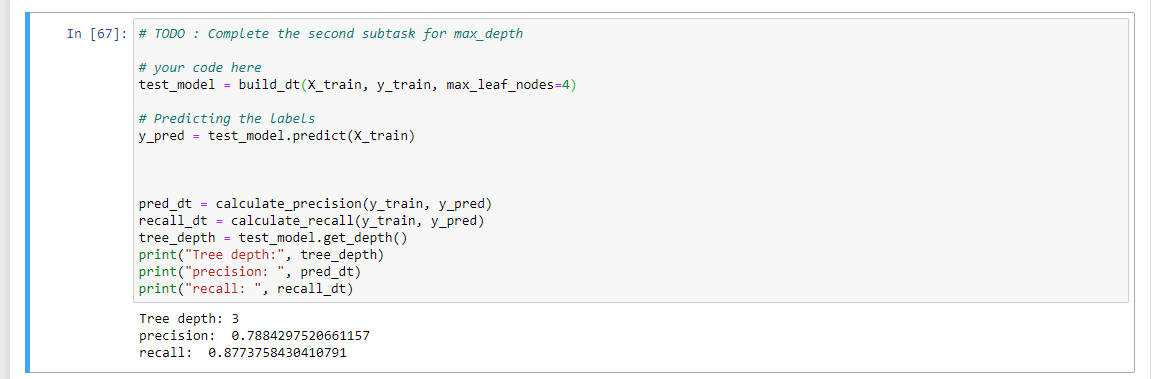 In [67]: # TODO : Complete the second subtask for max_depth
# your code here
test_model = build_dt(X_train, y_train, max_leaf_nodes=4)
# Predicting the labels
y_pred = test_model.predict(X_train)
pred_dt = calculate_precision(y_train, y_pred)
recall_dt = calculate_recall(y_train, y_pred)
tree_depth = test_model.get_depth()
print("Tree depth:", tree_depth)
print("precision: ", pred_dt)
print("recall: ", recall_dt)
Tree depth: 3
precision:  0.7884297520661157
recall:  0.8773758430410791